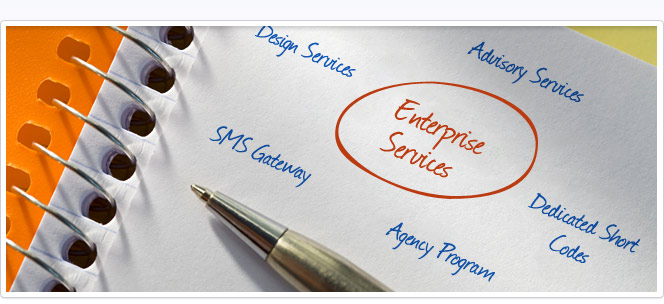 Design Services
Advisory Services
Enterprise
Services
SMS Gateway
Dedicated Short
Codes
Agency Program